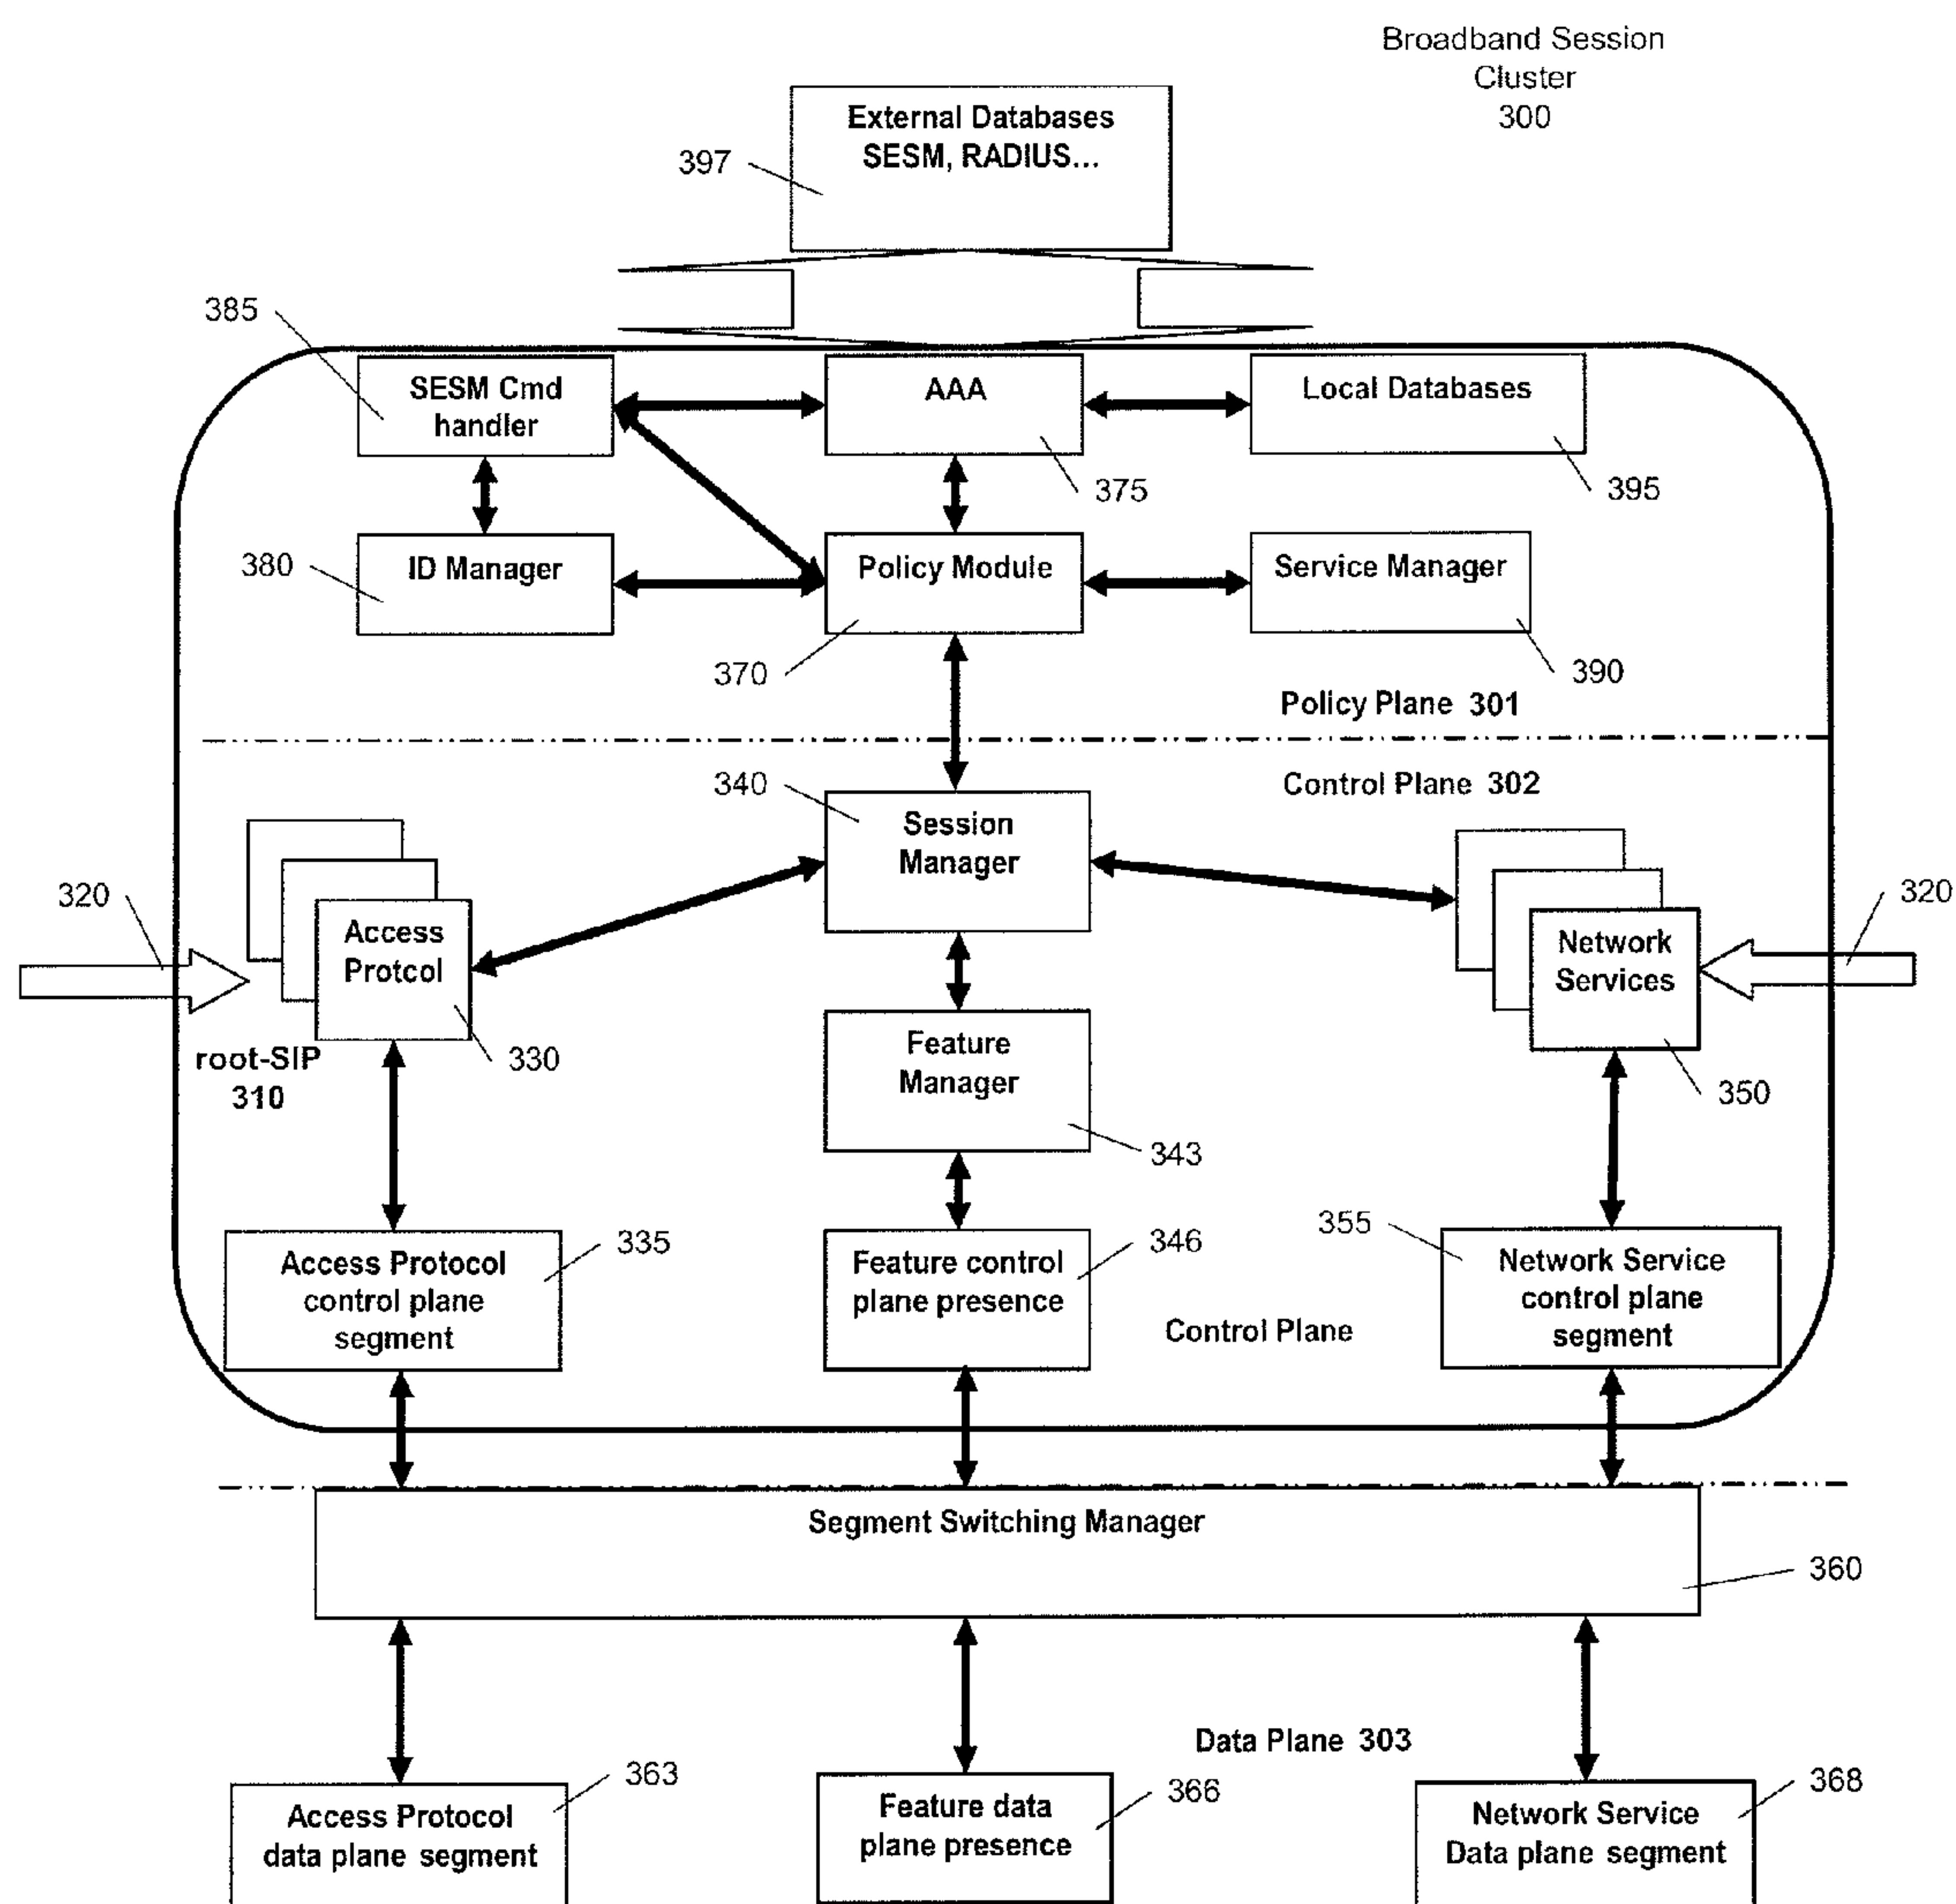 Broadband Session
Cluster
300
External Databases
SESM, RADIUS...
397
385
SESM Cmd
handler
AAA
Local Databases
375
395
380
ID Manager
Policy Module
Service Manager
370
390
Policy Plane 301
340
Control Plane 302
Session
Manager
320
Access
Protcol
Network
Services
320
root-SIP
310
330
Feature
Manager
350
343
335
346
355
Access Protocol
control plane
segment
Feature control
plane presence
Network Service
control plane
segment
Control Plane
Segment Switching Manager
360
Data Plane 303
363
366
368
Access Protocol
data plane segment
Feature data
plane presence
Network Service
Data plane segment